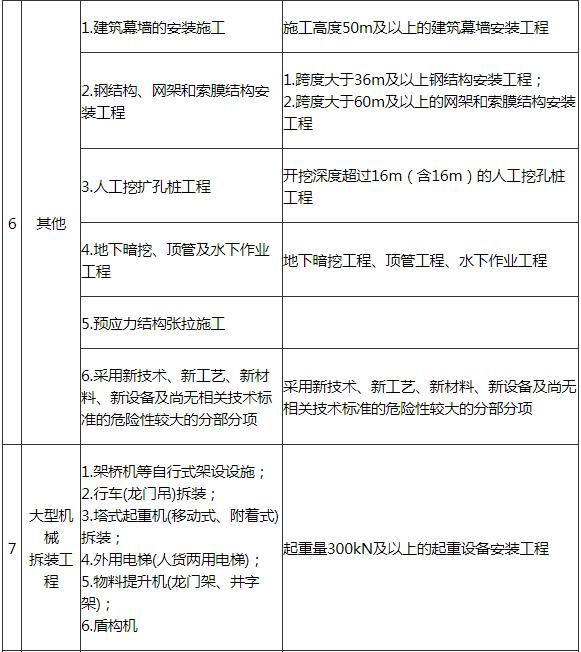 1.建筑幕墙的安装施工
施工高度50m及以上的建筑幕墙安装工程
2.钢结构、网架和索膜结构安
装工程
1.跨度大于36m及以上钢结构安装工程；
2.跨度大于60m及以上的网架和索膜结构安装
工程
3.人工挖扩孔桩工程
开挖深度超过16m（含16m）的人工挖孔桩
工程
6
其他
4.地下暗挖、顶管及水下作业
工程
地下暗挖工程、顶管工程、水下作业工程
5.预应力结构张拉施工
6.采用新技术、新工艺、新材
料、新设备及尚无相关技术标
准的危险性较大的分部分项
采用新技术、新工艺、新材料、新设备及尚无
相关技术标准的危险性较大的分部分项
7
大型机
械
拆装工
程
1.架桥机等自行式架设设施；
2.行车(龙门吊)拆装；
3.塔式起重机(移动式、附着式)
拆装；
4.外用电梯(人货两用电梯)；
5.物料提升机(龙门架、井字
架)；
6.盾构机
起重量300kN及以上的起重设备安装工程